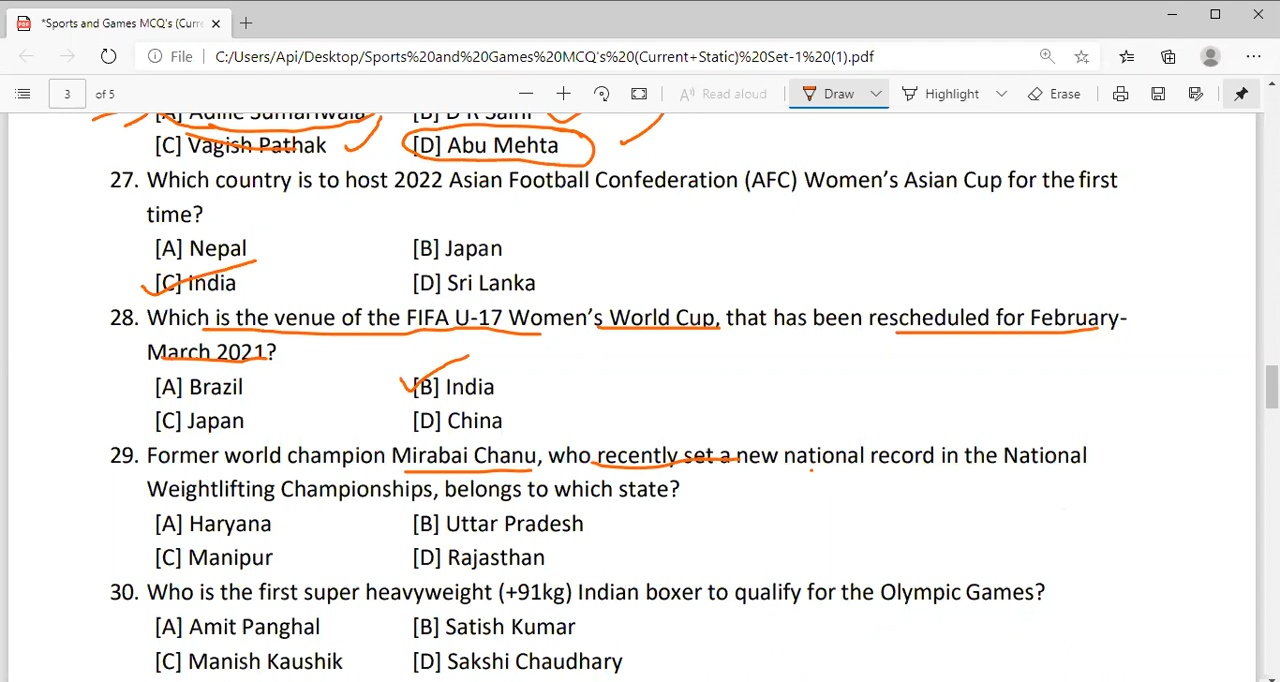 *Sports and Games MCQ's (Curr
File C:/Users/Api/Desktop/Sports%20and%20Games%20MCQ's%20(Current+Static)%20Set-1%20(1).pdf
3 of 5 Read aloud Draw Highlight Erase
[A] Adille Sumariwala [B] D R Saini
[C] Vagish Pathak [D] Abu Mehta
27. Which country is to host 2022 Asian Football Confederation (AFC) Women's Asian Cup for the first
time?
[A] Nepal [B] Japan
[C] India [D] Sri Lanka
28. Which is the venue of the FIFA U-17 Women's World Cup, that has been rescheduled for February-
March 2021?
[A] Brazil [B] India
[C] Japan [D] China
29. Former world champion Mirabai Chanu, who recently set a new national record in the National
Weightlifting Championships, belongs to which state?
[A] Haryana [B] Uttar Pradesh
[C] Manipur [D] Rajasthan
30. Who is the first super heavyweight (+91kg) Indian boxer to qualify for the Olympic Games?
[A] Amit Panghal [B] Satish Kumar
[C] Manish Kaushik [D] Sakshi Chaudhary